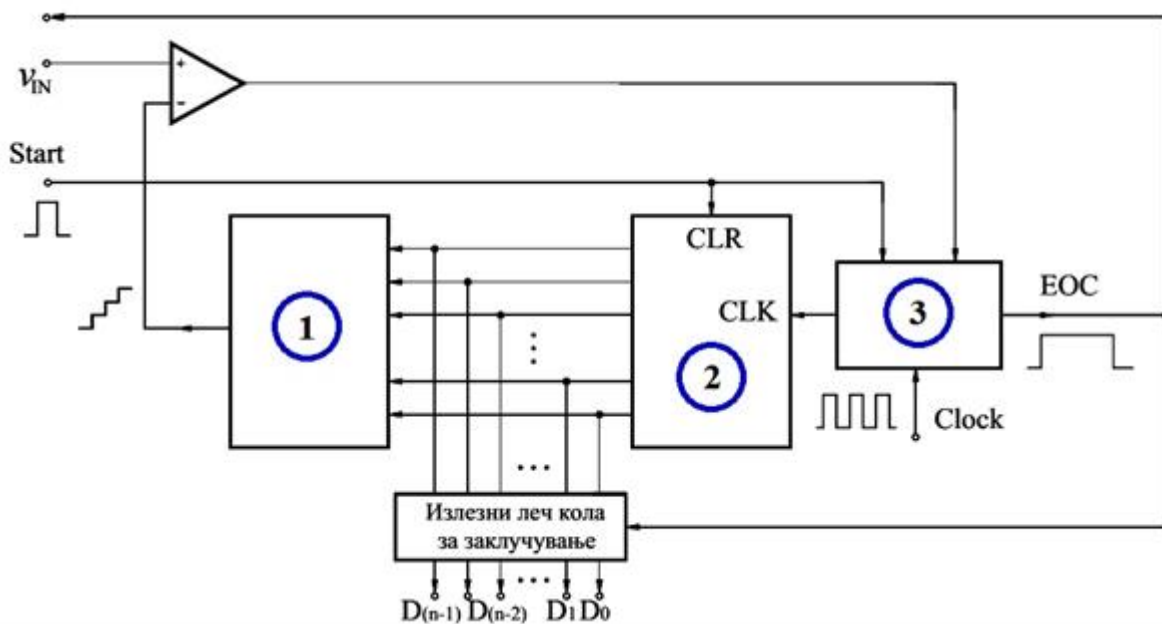 +
v_IN
-
Start
CLR
CLK
EOC
1
2
3
Clock
...
Излезни леч кола
за заклучување
...
D(n-1) D(n-2) D1 D0